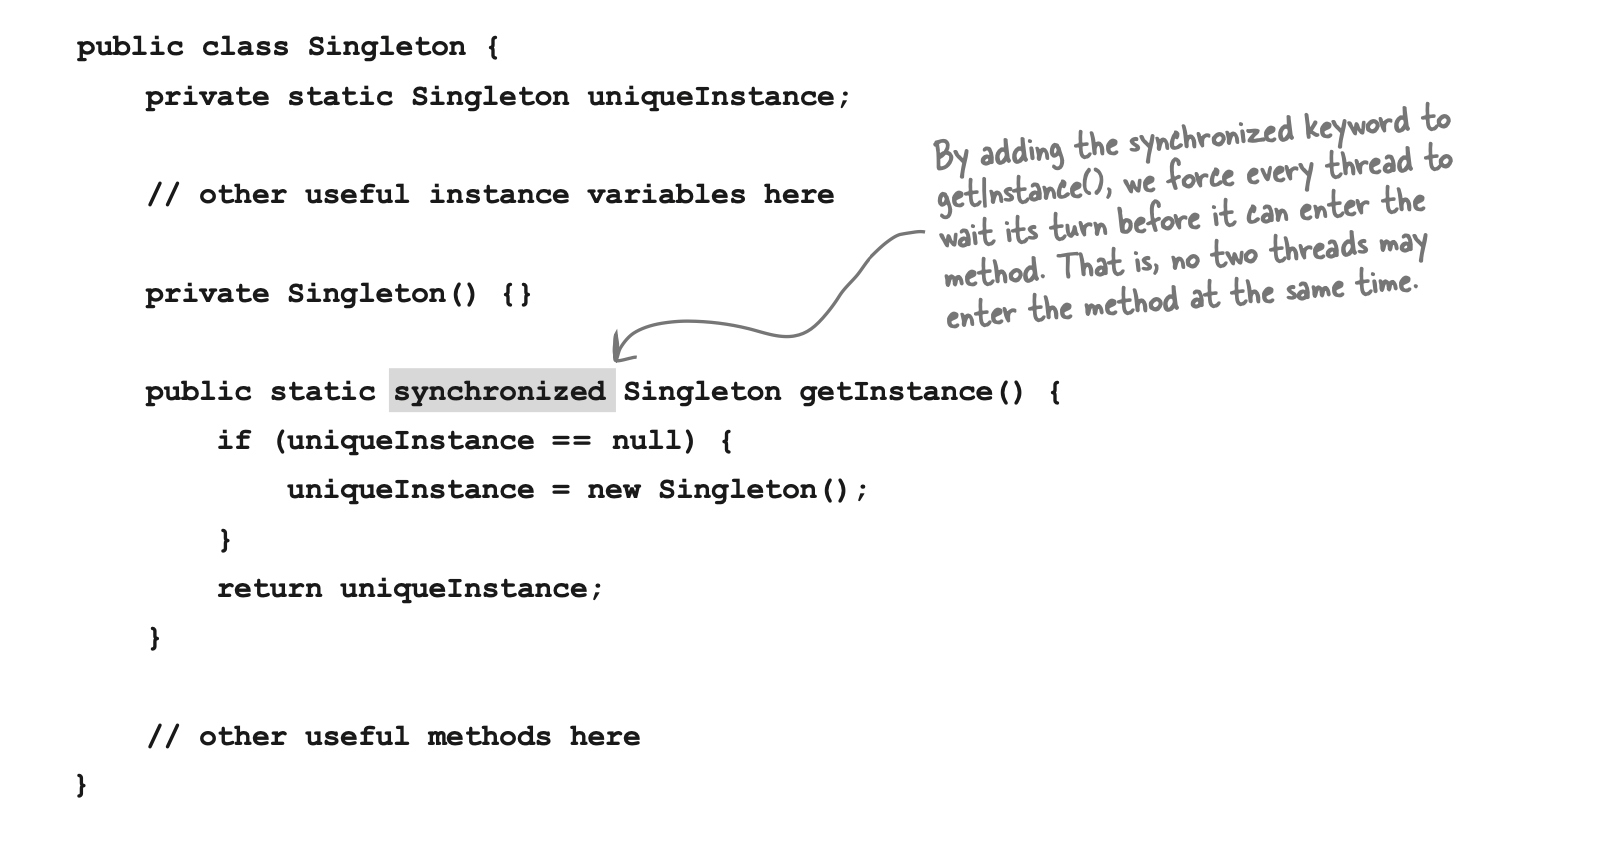 public class Singleton {
private static Singleton uniqueInstance;
// other useful instance variables here
private Singleton() {}
public static synchronized Singleton getInstance() {
if (uniqueInstance == null) {
uniqueInstance = new Singleton();
}
return uniqueInstance;
}
// other useful methods here
}
By adding the synchronized keyword to
getInstance(), we force every thread to
wait its turn before it can enter the
method. That is, no two threads may
enter the method at the same time.